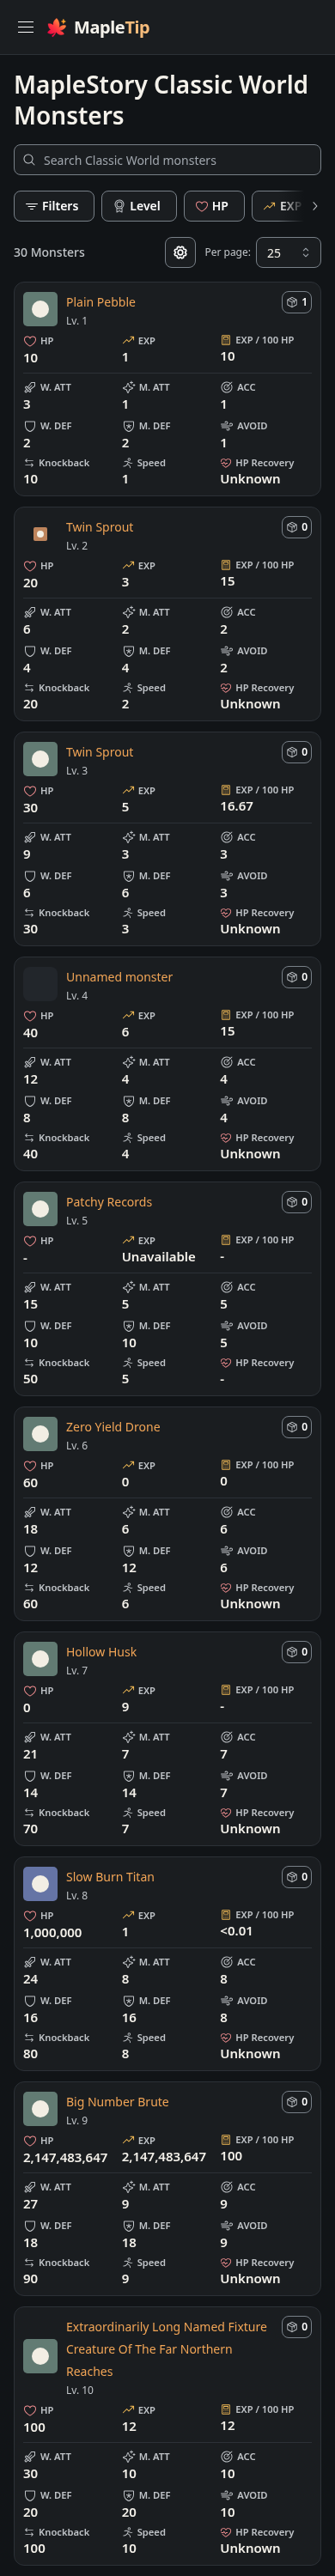 MapleTip
MapleStory Classic World
Monsters
Search Classic World monsters
Filters Level HP EXP
30 Monsters Per page: 25
Plain Pebble 1
Lv. 1
HP EXP EXP / 100 HP
10 1 10
W. ATT M. ATT ACC
3 1 1
W. DEF M. DEF AVOID
2 2 1
Knockback Speed HP Recovery
10 1 Unknown
Twin Sprout 0
Lv. 2
HP EXP EXP / 100 HP
20 3 15
W. ATT M. ATT ACC
6 2 2
W. DEF M. DEF AVOID
4 4 2
Knockback Speed HP Recovery
20 2 Unknown
Twin Sprout 0
Lv. 3
HP EXP EXP / 100 HP
30 5 16.67
W. ATT M. ATT ACC
9 3 3
W. DEF M. DEF AVOID
6 6 3
Knockback Speed HP Recovery
30 3 Unknown
Unnamed monster 0
Lv. 4
HP EXP EXP / 100 HP
40 6 15
W. ATT M. ATT ACC
12 4 4
W. DEF M. DEF AVOID
8 8 4
Knockback Speed HP Recovery
40 4 Unknown
Patchy Records 0
Lv. 5
HP EXP EXP / 100 HP
- Unavailable -
W. ATT M. ATT ACC
15 5 5
W. DEF M. DEF AVOID
10 10 5
Knockback Speed HP Recovery
50 5 -
Zero Yield Drone 0
Lv. 6
HP EXP EXP / 100 HP
60 0 0
W. ATT M. ATT ACC
18 6 6
W. DEF M. DEF AVOID
12 12 6
Knockback Speed HP Recovery
60 6 Unknown
Hollow Husk 0
Lv. 7
HP EXP EXP / 100 HP
0 9 -
W. ATT M. ATT ACC
21 7 7
W. DEF M. DEF AVOID
14 14 7
Knockback Speed HP Recovery
70 7 Unknown
Slow Burn Titan 0
Lv. 8
HP EXP EXP / 100 HP
1,000,000 1 <0.01
W. ATT M. ATT ACC
24 8 8
W. DEF M. DEF AVOID
16 16 8
Knockback Speed HP Recovery
80 8 Unknown
Big Number Brute 0
Lv. 9
HP EXP EXP / 100 HP
2,147,483,647 2,147,483,647 100
W. ATT M. ATT ACC
27 9 9
W. DEF M. DEF AVOID
18 18 9
Knockback Speed HP Recovery
90 9 Unknown
Extraordinarily Long Named Fixture 0
Creature Of The Far Northern
Reaches
Lv. 10
HP EXP EXP / 100 HP
100 12 12
W. ATT M. ATT ACC
30 10 10
W. DEF M. DEF AVOID
20 20 10
Knockback Speed HP Recovery
100 10 Unknown